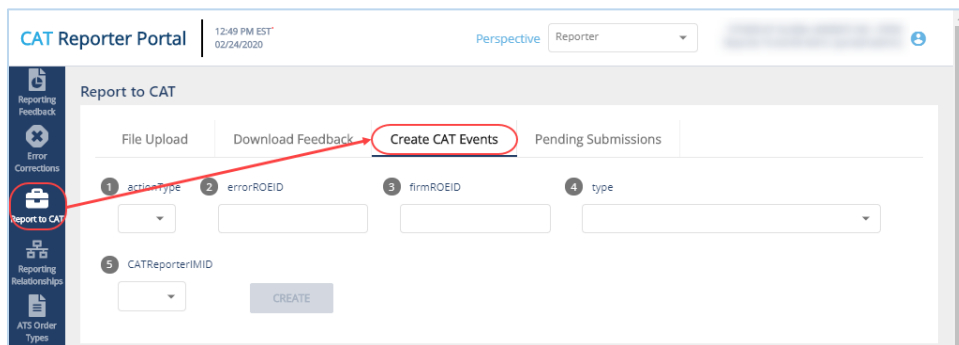 CAT Reporter Portal
12:49 PM EST*
02/24/2020
Perspective
Reporter
Reporting
Feedback
Error
Corrections
Report to CAT
Reporting
Relationships
ATS Order
Types
Report to CAT
File Upload Download Feedback Create CAT Events Pending Submissions
1 actionType 2 errorROEID 3 firmROEID 4 type
5 CATReporterIMID
CREATE